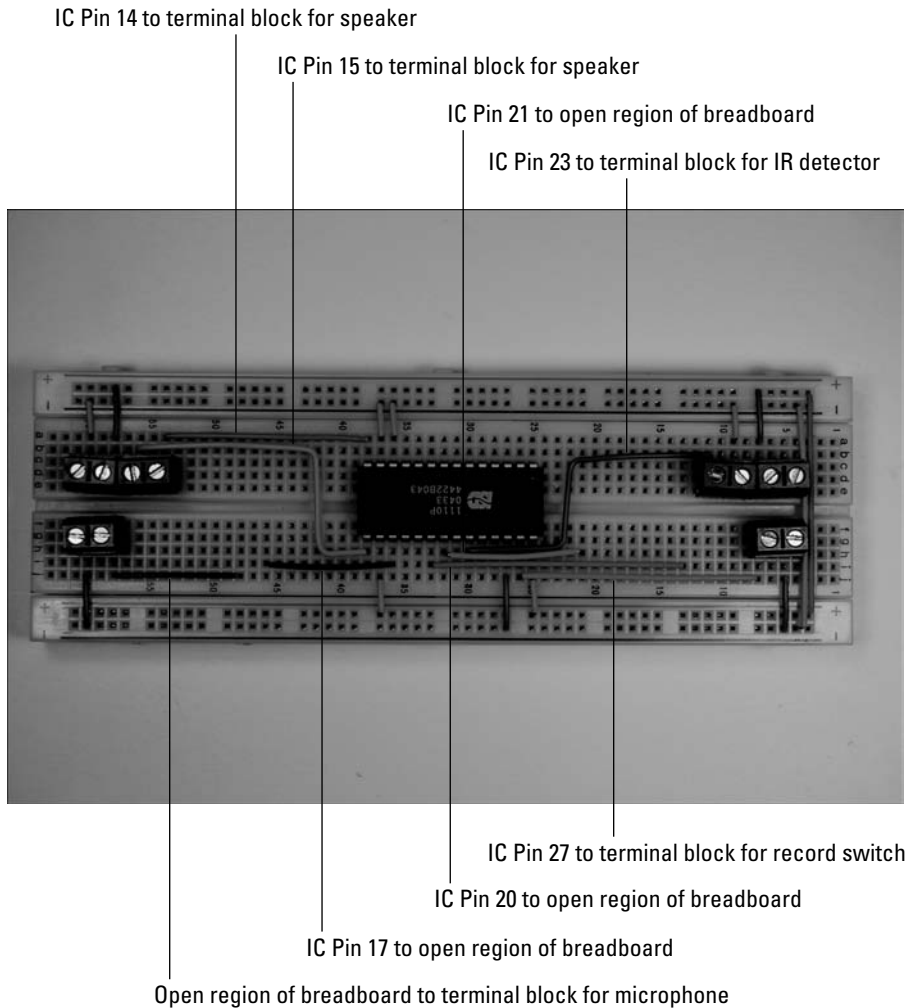 IC Pin 14 to terminal block for speaker
IC Pin 15 to terminal block for speaker
IC Pin 21 to open region of breadboard
IC Pin 23 to terminal block for IR detector
1110P
0433
4422B043
IC Pin 27 to terminal block for record switch
IC Pin 20 to open region of breadboard
IC Pin 17 to open region of breadboard
Open region of breadboard to terminal block for microphone